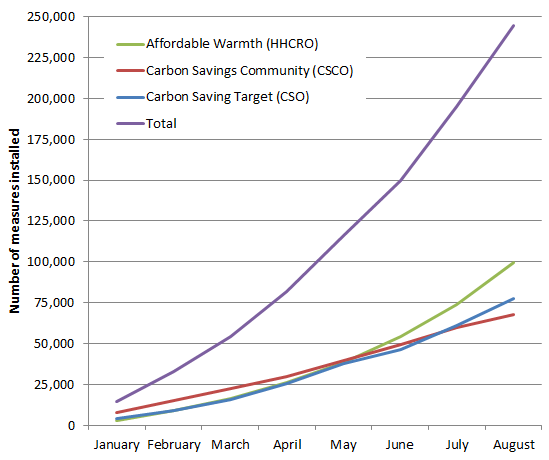 250,000
225,000
200,000
175,000
150,000
125,000
100,000
75,000
50,000
25,000
0
Number of measures installed
Affordable Warmth (HHCRO)
Carbon Savings Community (CSCO)
Carbon Saving Target (CSO)
Total
January February March April May June July August